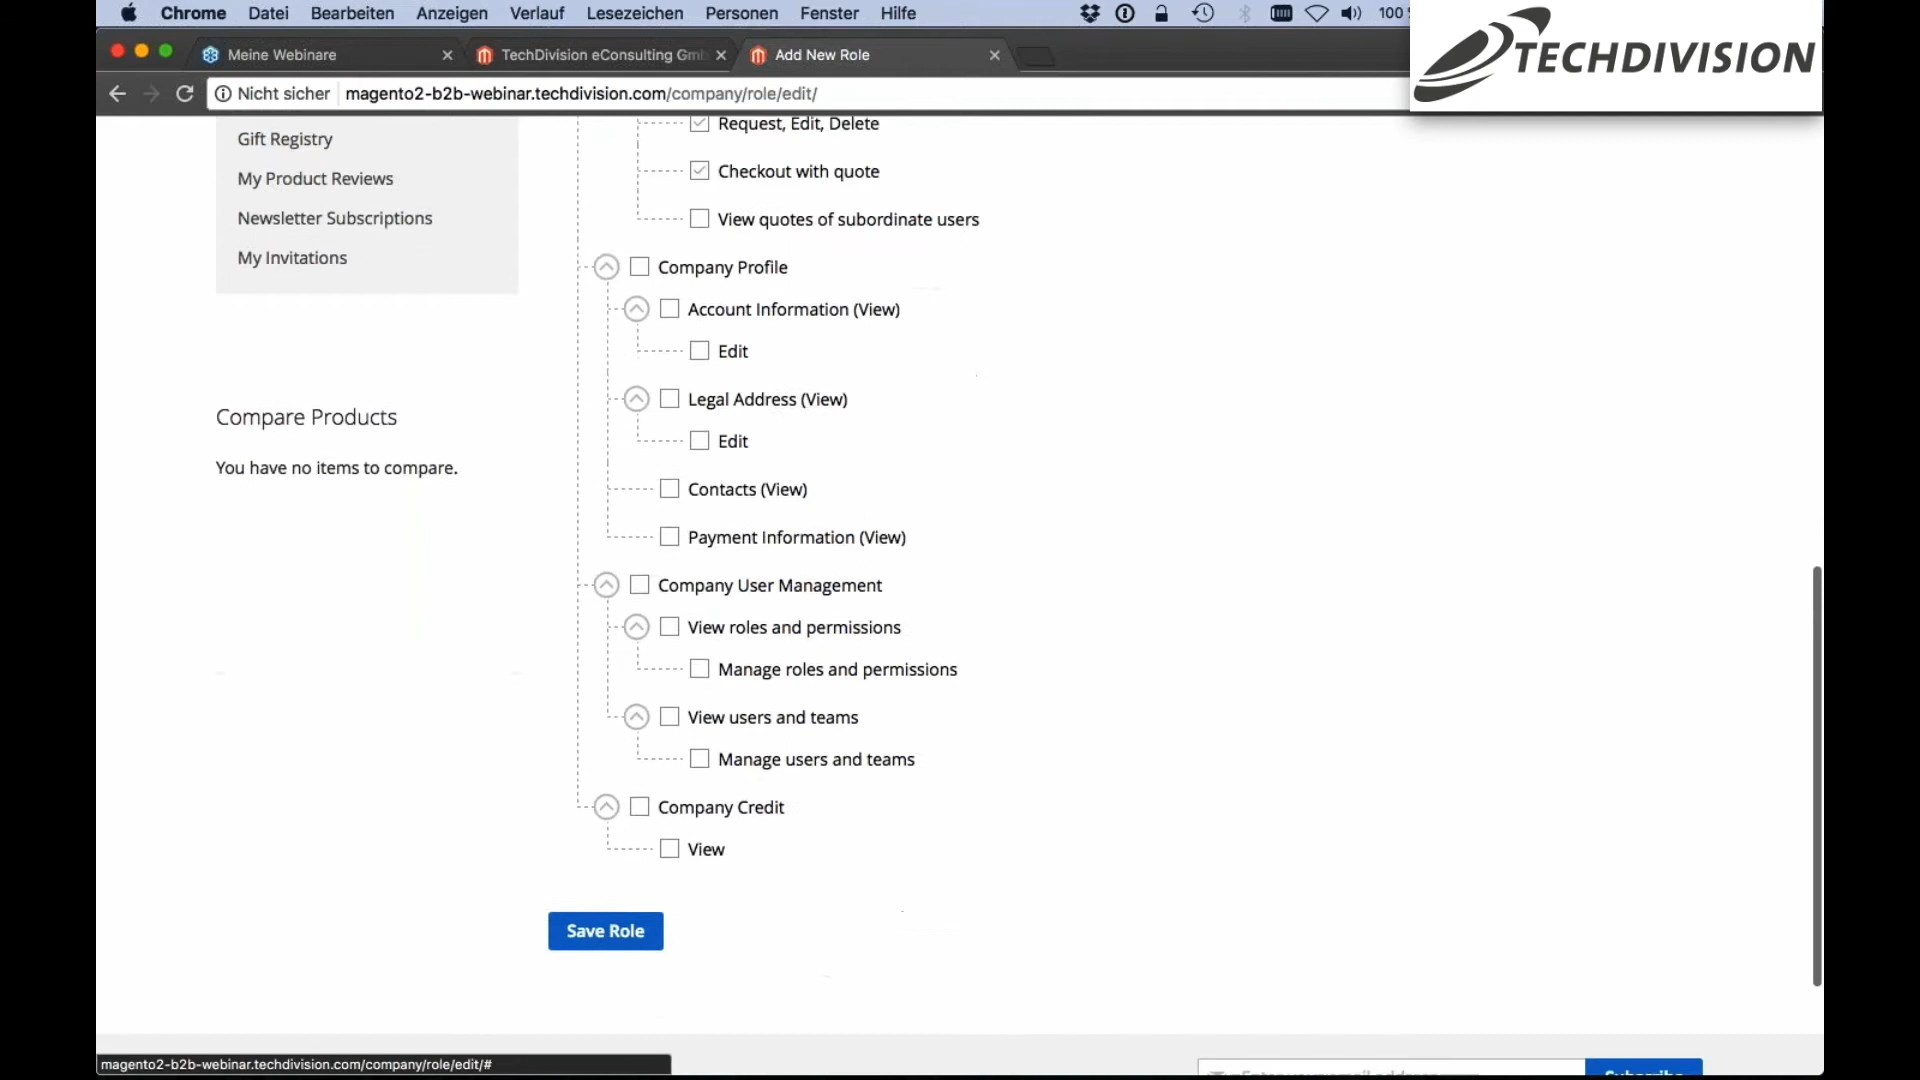 Chrome Datei Bearbeiten Anzeigen Verlauf Lesezeichen Personen Fenster Hilfe 100
TECHDIVISION
Meine Webinare
TechDivision eConsulting Gm
Add New Role
Nicht sicher magento2-b2b-webinar.techdivision.com/company/role/edit/
Gift Registry
My Product Reviews
Newsletter Subscriptions
My Invitations
Compare Products
You have no items to compare.
Request, Edit, Delete
Checkout with quote
View quotes of subordinate users
Company Profile
Account Information (View)
Edit
Legal Address (View)
Edit
Contacts (View)
Payment Information (View)
Company User Management
View roles and permissions
Manage roles and permissions
View users and teams
Manage users and teams
Company Credit
View
Save Role
magento2-b2b-webinar.techdivision.com/company/role/edit/#